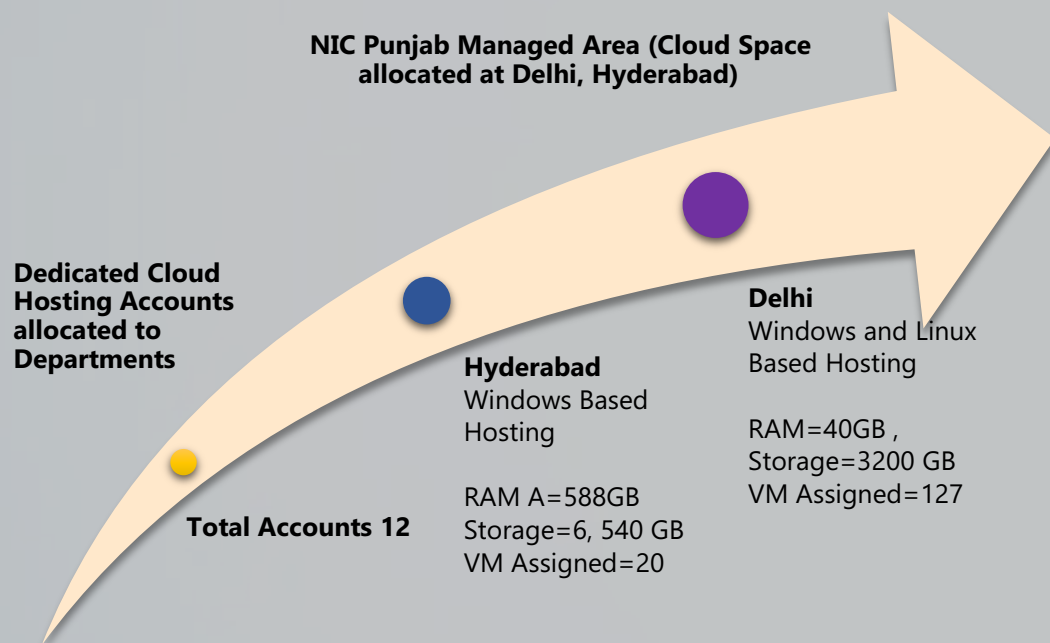 NIC Punjab Managed Area (Cloud Space
allocated at Delhi, Hyderabad)
Dedicated Cloud
Hosting Accounts
allocated to
Departments
Total Accounts 12
Hyderabad
Windows Based
Hosting
RAM A=588GB
Storage=6, 540 GB
VM Assigned=20
Delhi
Windows and Linux
Based Hosting
RAM=40GB ,
Storage=3200 GB
VM Assigned=127